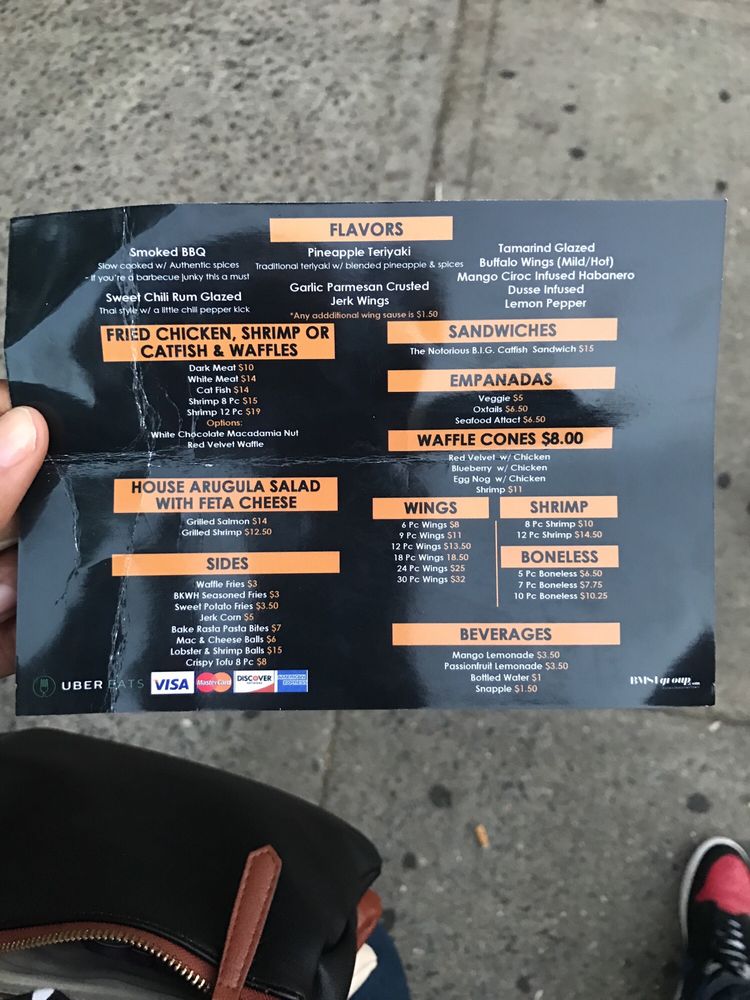 FLAVORS
Smoked BBQ
Slow cooked w/ Authentic spices
- If you're a barbecue junky this a must
Sweet Chili Rum Glazed
Thai style w/ a little chili pepper kick
Pineapple Teriyaki
Traditional teriyaki w/ blended pineapple & spices
Garlic Parmesan Crusted
Jerk Wings
*Any addditional wing sauce is $1.50
Tamarind Glazed
Buffalo Wings (Mild/Hot)
Mango Ciroc Infused Habanero
Dusse Infused
Lemon Pepper
FRIED CHICKEN, SHRIMP OR
CATFISH & WAFFLES
Dark Meat $10
White Meat $14
Cat Fish $14
Shrimp 8 Pc $15
Shrimp 12 Pc $19
Options:
White Chocolate Macadamia Nut
Red Velvet Waffle
HOUSE ARUGULA SALAD
WITH FETA CHEESE
Grilled Salmon $14
Grilled Shrimp $12.50
SIDES
Waffle Fries $3
BKWH Seasoned Fries $3
Sweet Potato Fries $3.50
Jerk Corn $5
Bake Rasta Pasta Bites $7
Mac & Cheese Balls $6
Lobster & Shrimp Balls $15
Crispy Tofu 8 Pc $8
SANDWICHES
The Notorious B.I.G. Catfish Sandwich $15
EMPANADAS
Veggie $5
Oxtails $6.50
Seafood Attact $6.50
WAFFLE CONES $8.00
Red Velvet w/ Chicken
Blueberry w/ Chicken
Egg Nog w/ Chicken
Shrimp $11
WINGS
6 Pc Wings $8
9 Pc Wings $11
12 Pc Wings $13.50
18 Pc Wings 18.50
24 Pc Wings $25
30 Pc Wings $32
SHRIMP
8 Pc Shrimp $10
12 Pc Shrimp $14.50
BONELESS
5 Pc Boneless $6.50
7 Pc Boneless $7.75
10 Pc Boneless $10.25
BEVERAGES
Mango Lemonade $3.50
Passionfruit Lemonade $3.50
Bottled Water $1
Snapple $1.50
UBER EATS
VISA
MasterCard
DISCOVER
AMERICAN EXPRESS